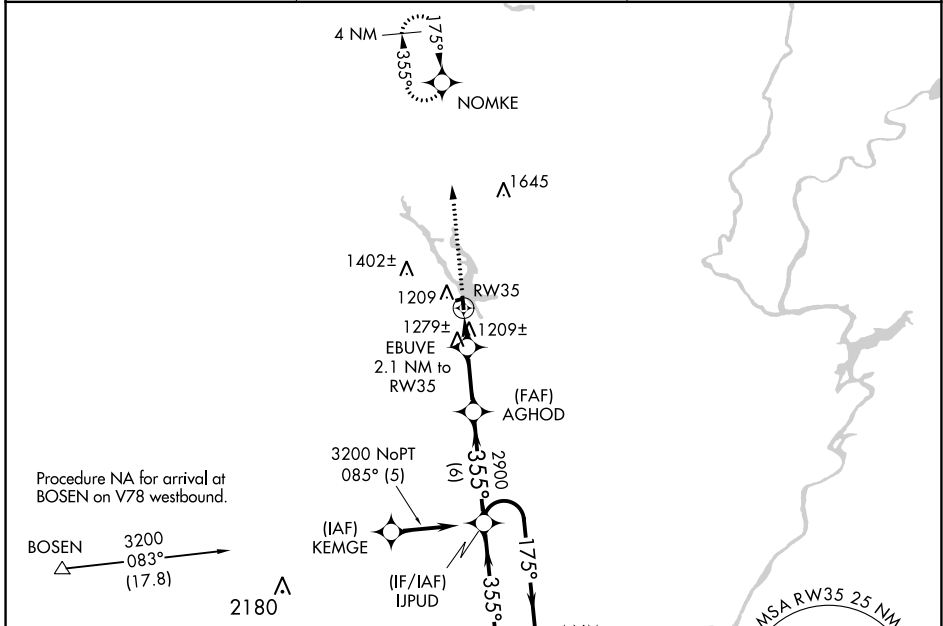 4 NM
175°
355°
NOMKE
1645
1402±
1209
RW35
1279±
1209±
EBUVE
2.1 NM to
RW35
(FAF)
AGHOD
3200 NoPT
085° (5)
355°
(6)
2900
Procedure NA for arrival at
BOSEN on V78 westbound.
BOSEN
3200
083°
(17.8)
(IAF)
KEMGE
(IF/IAF)
IJPUD
175°
355°
2180
MSA RW35 25 NM